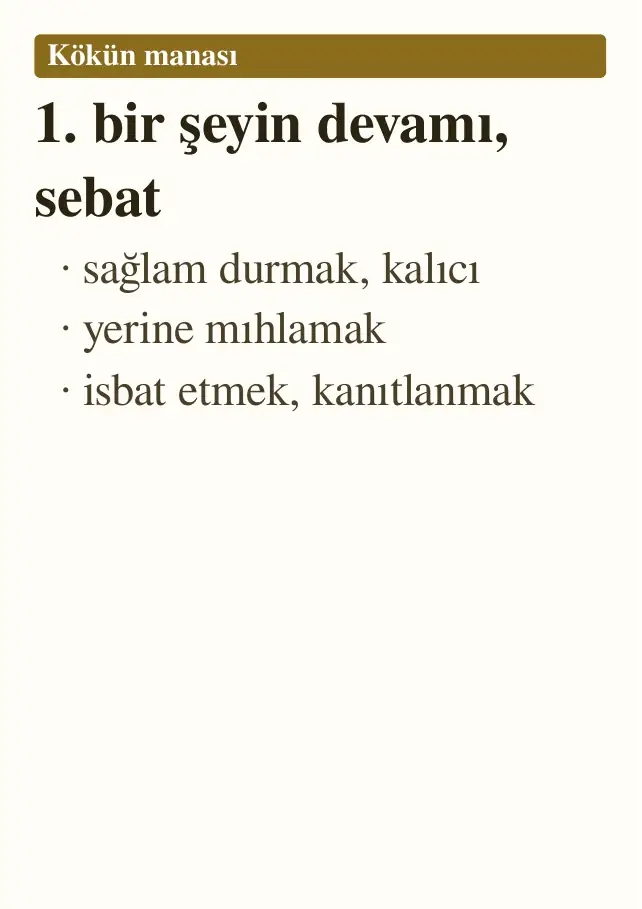 Kökün manası
1. bir şeyin devamı,
sebat
· sağlam durmak, kalıcı
· yerine mıhlamak
· isbat etmek, kanıtlanmak